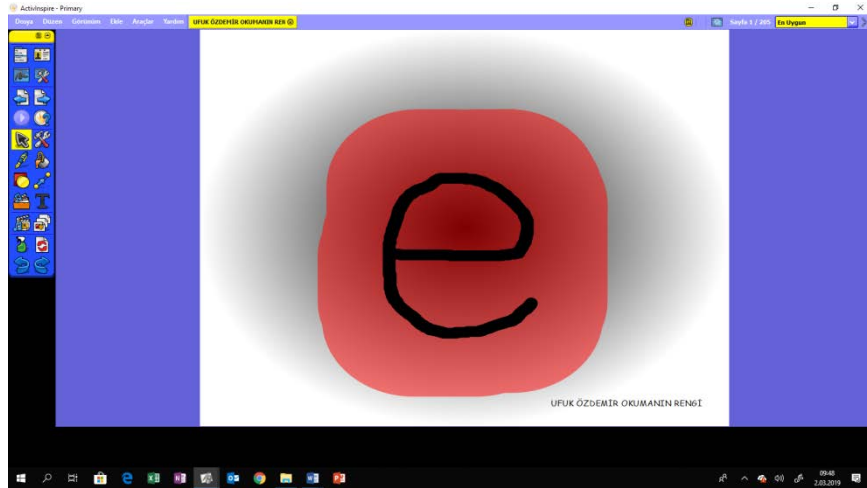 ActivInspire - Primary
Dosya Düzen Görünüm Ekle Araçlar Yardım UFUK ÖZDEMİR OKUMANIN REN Sayfa 1 / 205 En Uygun
e
UFUK ÖZDEMİR OKUMANIN RENGİ
09:48
2.03.2019